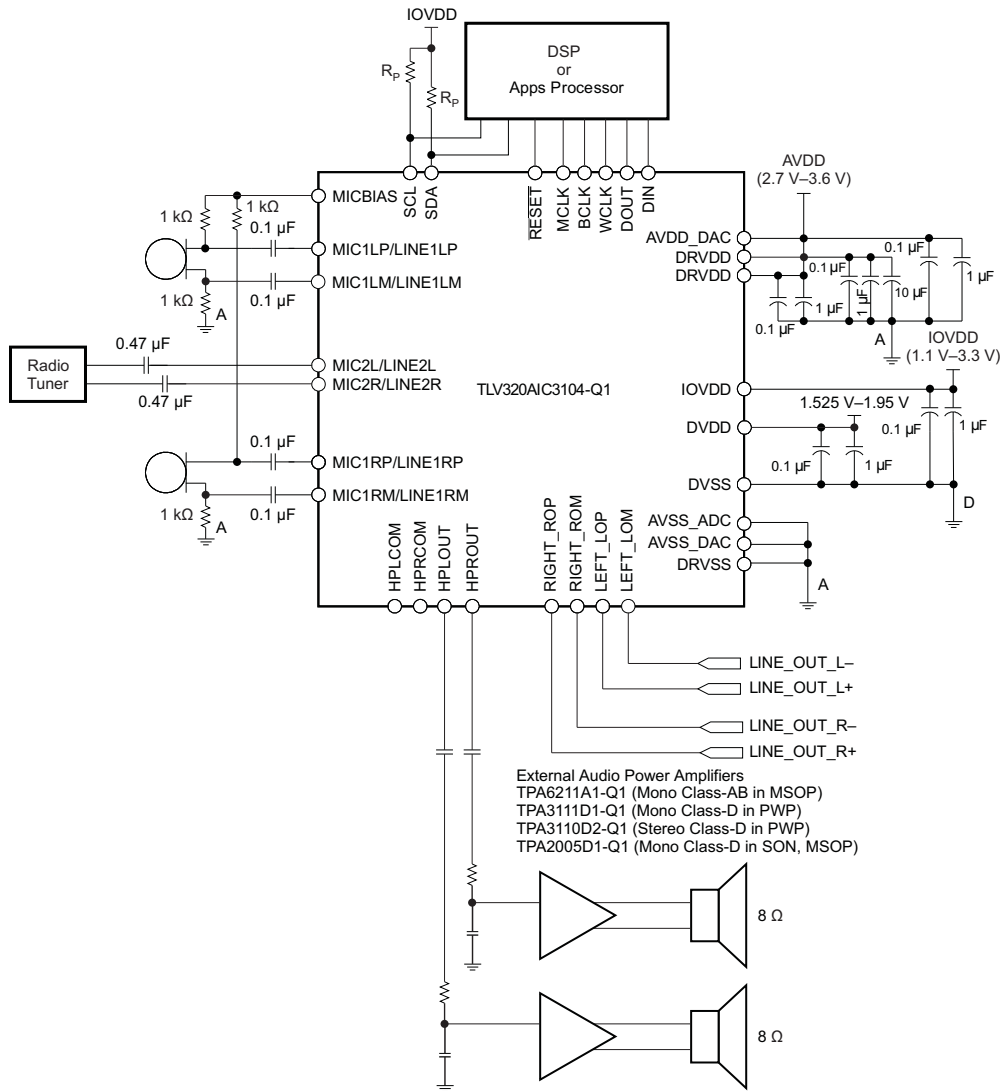 IOVDD
R_P
R_P
DSP
or
Apps Processor
SCL
SDA
RESET
MCLK
BCLK
WCLK
DOUT
DIN
AVDD
(2.7 V–3.6 V)
MICBIAS
1 kΩ
1 kΩ
0.1 µF
MIC1LP/LINE1LP
MIC1LM/LINE1LM
1 kΩ
A
0.1 µF
AVDD_DAC
DRVDD
DRVDD
0.1 µF
1 µF
0.1 µF
1 µF
10 µF
0.1 µF
1 µF
A
Radio
Tuner
0.47 µF
0.47 µF
MIC2L/LINE2L
MIC2R/LINE2R
TLV320AIC3104-Q1
IOVDD
(1.1 V–3.3 V)
IOVDD
1.525 V–1.95 V
DVDD
0.1 µF
1 µF
0.1 µF
1 µF
DVSS
D
0.1 µF
MIC1RP/LINE1RP
MIC1RM/LINE1RM
1 kΩ
A
0.1 µF
AVSS_ADC
AVSS_DAC
DRVSS
A
HPLCOM
HPRCOM
HPLOUT
HPROUT
RIGHT_ROP
RIGHT_ROM
LEFT_LOP
LEFT_LOM
LINE_OUT_L–
LINE_OUT_L+
LINE_OUT_R–
LINE_OUT_R+
External Audio Power Amplifiers
TPA6211A1-Q1 (Mono Class-AB in MSOP)
TPA3111D1-Q1 (Mono Class-D in PWP)
TPA3110D2-Q1 (Stereo Class-D in PWP)
TPA2005D1-Q1 (Mono Class-D in SON, MSOP)
8 Ω
8 Ω